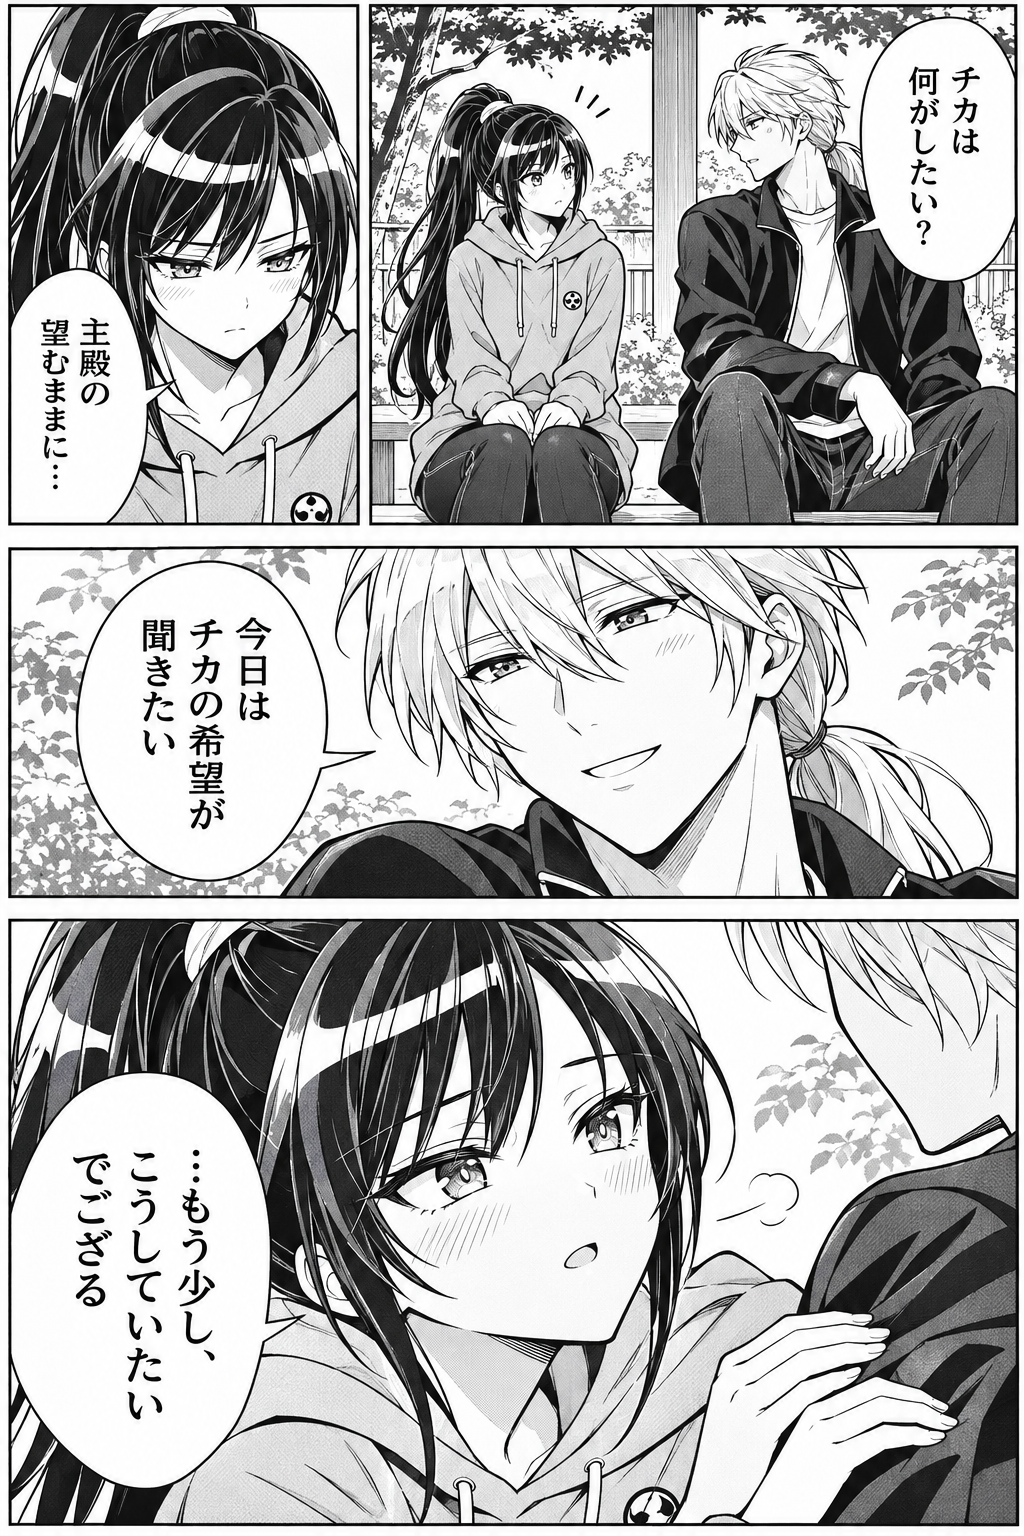 チカは
何がしたい？
主殿の
望むままに…
今日は
チカの希望が
聞きたい
…もう少し、
こうしていたい
でござる